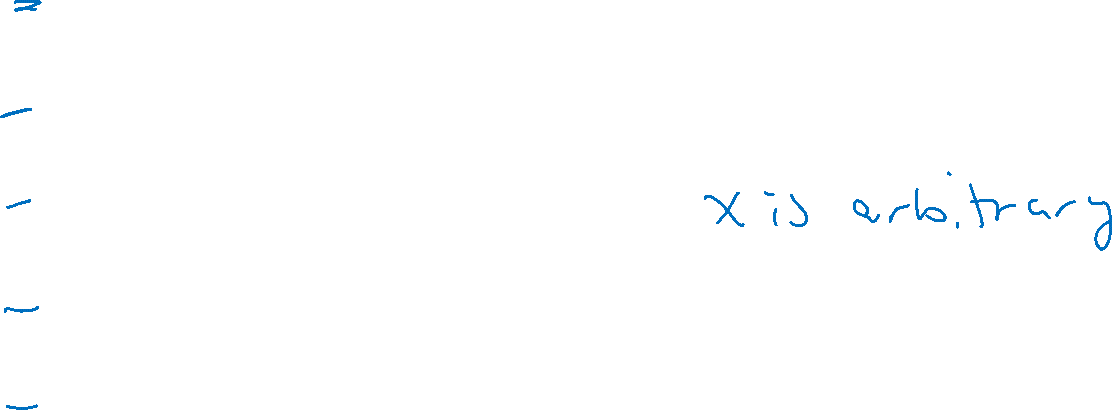 =
-
- x is arbitrary
-
-